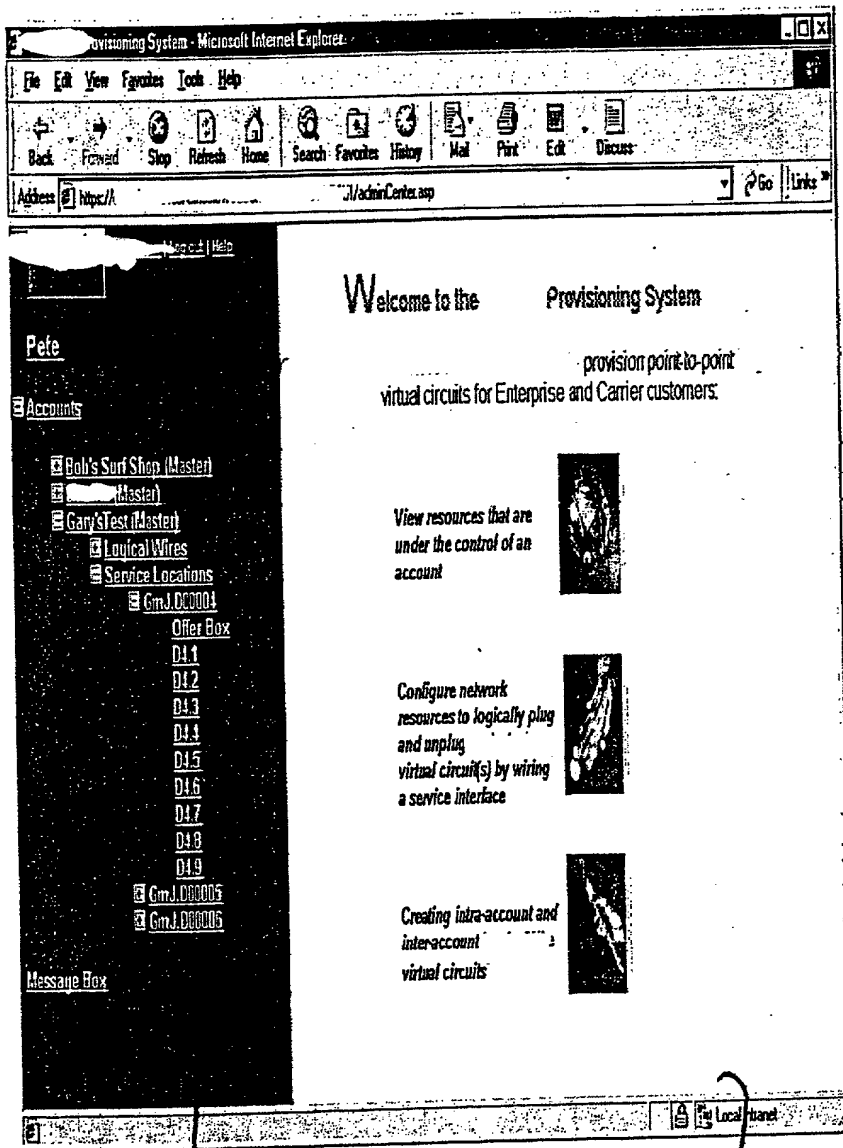 ovisioning System - Microsoft Internet Explorer
File Edit View Favorites Tools Help
Back Forward Stop Refresh Home Search Favorites History Mail Print Edit Discuss
Address https:// /adminCenter.asp Go Links »
Log out | Help
Welcome to the Provisioning System
Pete
provision point-to-point
virtual circuits for Enterprise and Carrier customers:
Accounts
Bob's Surf Shop (Master)
(Master)
Gary'sTest (Master)
Logical Wires
Service Locations
GmJ.D00004
Offer Box
D4.1
D4.2
D4.3
D4.4
D4.5
D4.6
D4.7
D4.8
D4.9
GmJ.D00005
GmJ.D00006
Message Box
View resources that are
under the control of an
account
Configure network
resources to logically plug
and unplug
virtual circuit(s) by wiring
a service interface
Creating intra-account and
inter-account
virtual circuits
Local intranet